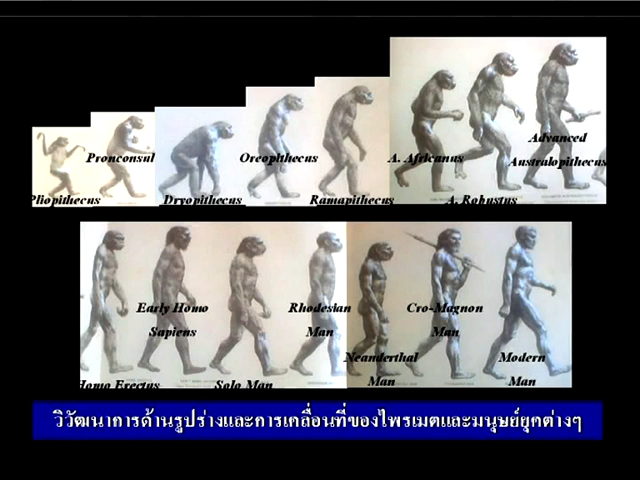 Pliopithecus
Pronconsul
Dryopithecus
Oreopithecus
Ramapithecus
A. Africanus
A. Robustus
Advanced
Australopithecus
Homo Erectus
Early Homo
Sapiens
Solo Man
Rhodesian
Man
Neanderthal
Man
Cro-Magnon
Man
Modern
Man
วิวัฒนาการด้านรูปร่างและการเคลื่อนที่ของไพรเมตและมนุษย์ยุคต่างๆ